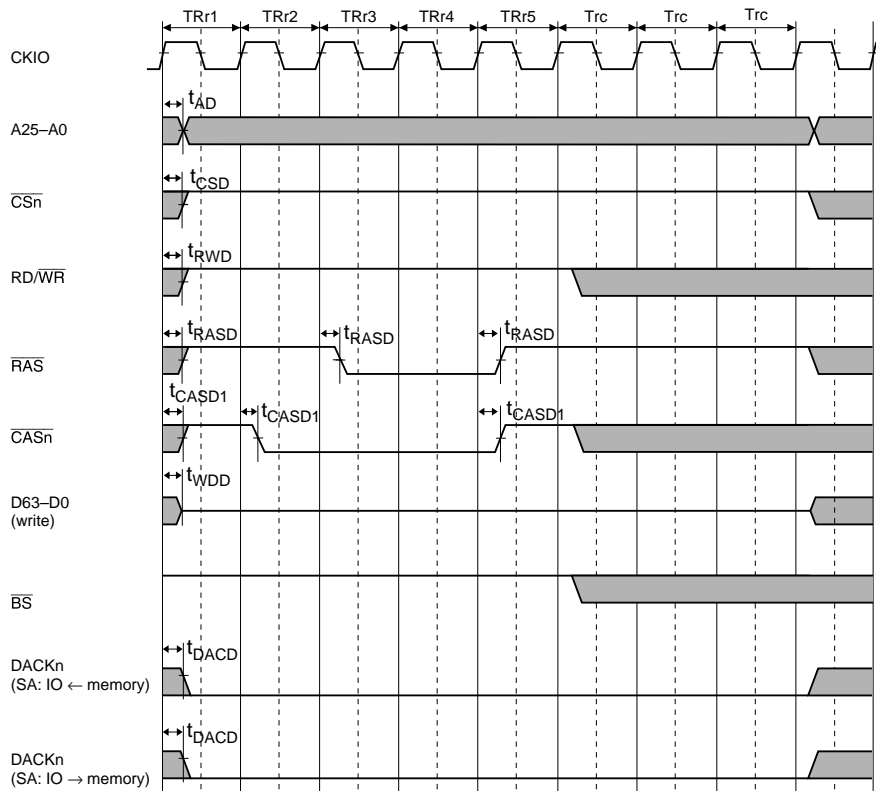 TRr1 TRr2 TRr3 TRr4 TRr5 Trc Trc Trc
CKIO
tAD
A25–A0
tCSD
CSn
tRWD
RD/WR
tRASD tRASD tRASD
RAS
tCASD1 tCASD1 tCASD1
CASn
tWDD
D63–D0
(write)
BS
tDACD
DACKn
(SA: IO ← memory)
tDACD
DACKn
(SA: IO → memory)